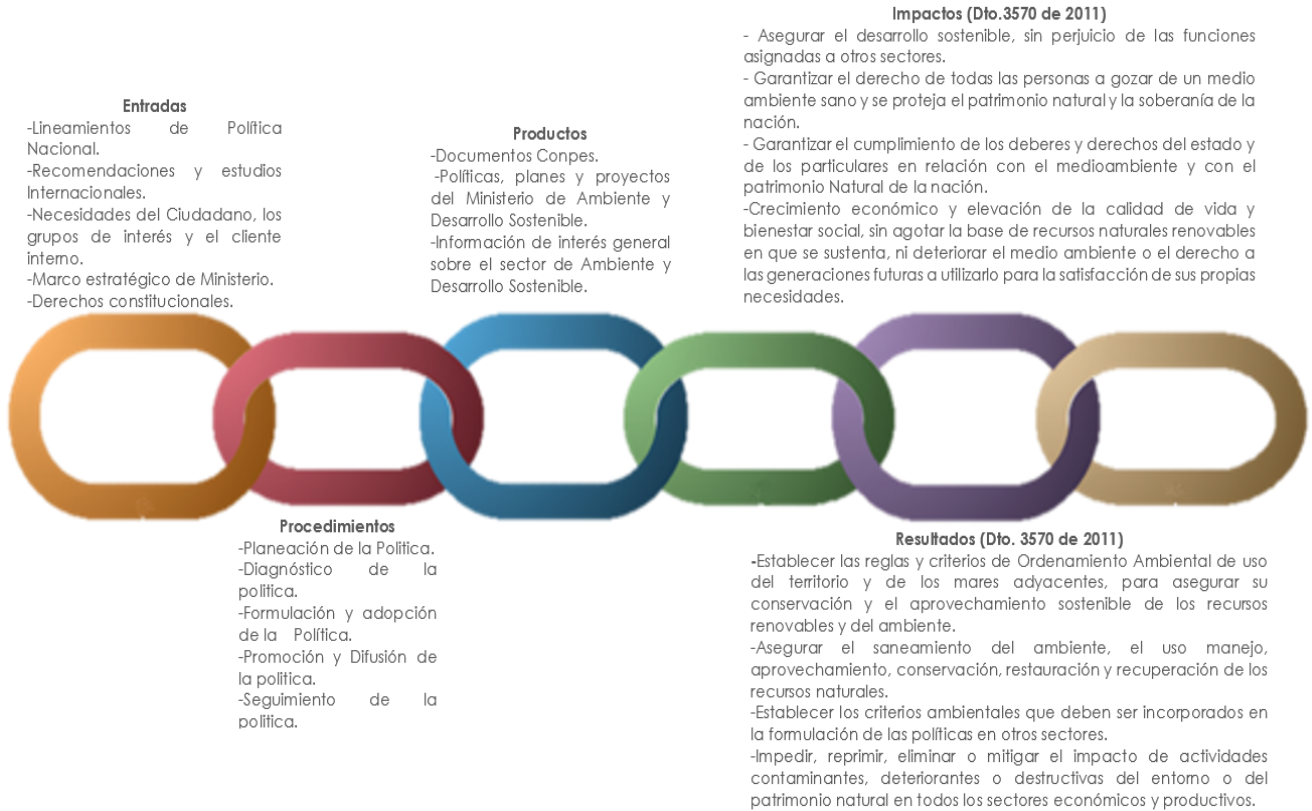 Entradas
-Lineamientos de Política
Nacional.
-Recomendaciones y estudios
Internacionales.
-Necesidades del Ciudadano, los
grupos de interés y el cliente
interno.
-Marco estratégico de Ministerio.
-Derechos constitucionales.
Procedimientos
-Planeación de la Politica.
-Diagnóstico de la
politica.
-Formulación y adopción
de la Política.
-Promoción y Difusión de
la politica.
-Seguimiento de la
politica.
Productos
-Documentos Conpes.
-Políticas, planes y proyectos
del Ministerio de Ambiente y
Desarrollo Sostenible.
-Información de interés general
sobre el sector de Ambiente y
Desarrollo Sostenible.
Impactos (Dto.3570 de 2011)
- Asegurar el desarrollo sostenible, sin perjuicio de las funciones
asignadas a otros sectores.
- Garantizar el derecho de todas las personas a gozar de un medio
ambiente sano y se proteja el patrimonio natural y la soberanía de la
nación.
- Garantizar el cumplimiento de los deberes y derechos del estado y
de los particulares en relación con el medioambiente y con el
patrimonio Natural de la nación.
-Crecimiento económico y elevación de la calidad de vida y
bienestar social, sin agotar la base de recursos naturales renovables
en que se sustenta, ni deteriorar el medio ambiente o el derecho a
las generaciones futuras a utilizarlo para la satisfacción de sus propias
necesidades.
Resultados (Dto. 3570 de 2011)
-Establecer las reglas y criterios de Ordenamiento Ambiental de uso
del territorio y de los mares adyacentes, para asegurar su
conservación y el aprovechamiento sostenible de los recursos
renovables y del ambiente.
-Asegurar el saneamiento del ambiente, el uso manejo,
aprovechamiento, conservación, restauración y recuperación de los
recursos naturales.
-Establecer los criterios ambientales que deben ser incorporados en
la formulación de las políticas en otros sectores.
-Impedir, reprimir, eliminar o mitigar el impacto de actividades
contaminantes, deteriorantes o destructivas del entorno o del
patrimonio natural en todos los sectores económicos y productivos.